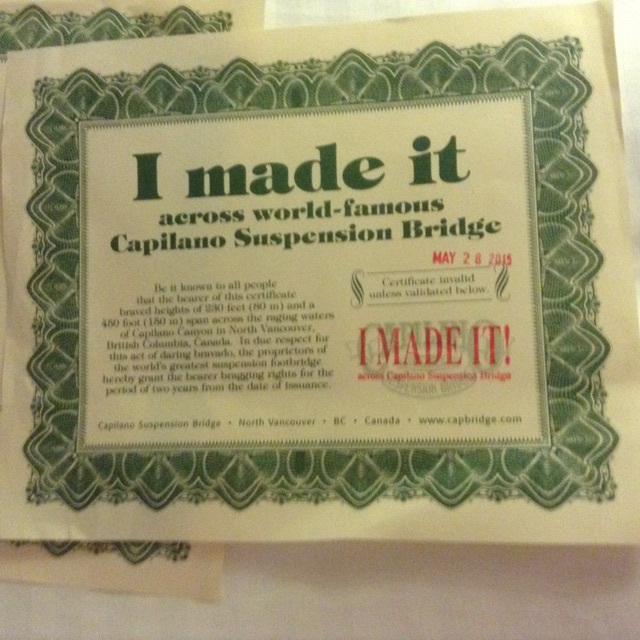 I made it
across world-famous
Capilano Suspension Bridge
MAY 28 2015
Certificate invalid
unless validated below.
Be it known to all people
that the bearer of this certificate
braved heights of 230 feet (80 m) and a
450 foot (150 m) span across the raging waters
of Capilano Canyon in North Vancouver,
British Columbia, Canada. In due respect for
this act of daring bravado, the proprietors of
the world's greatest suspension footbridge
hereby grant the bearer bragging rights for the
period of two years from the date of issuance.
I MADE IT!
across Capilano Suspension Bridge
Capilano Suspension Bridge • North Vancouver • BC • Canada • www.capbridge.com